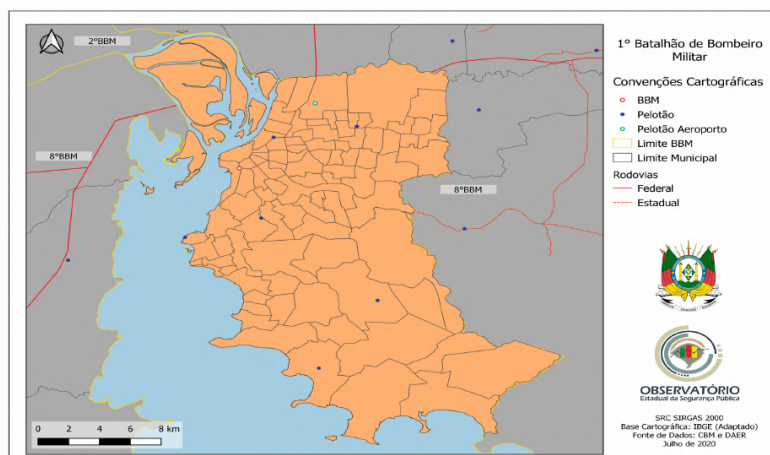 2°BBM
8°BBM
8°BBM
0 2 4 6 8 km
1° Batalhão de Bombeiro
Militar
Convenções Cartográficas
BBM
Pelotão
Pelotão Aeroporto
Limite BBM
Limite Municipal
Rodovias
Federal
Estadual
OBSERVATÓRIO
Estadual da Segurança Pública
SRC SIRGAS 2000
Base Cartográfica: IBGE (Adaptado)
Fonte de Dados: CBM e DAER
Julho de 2020